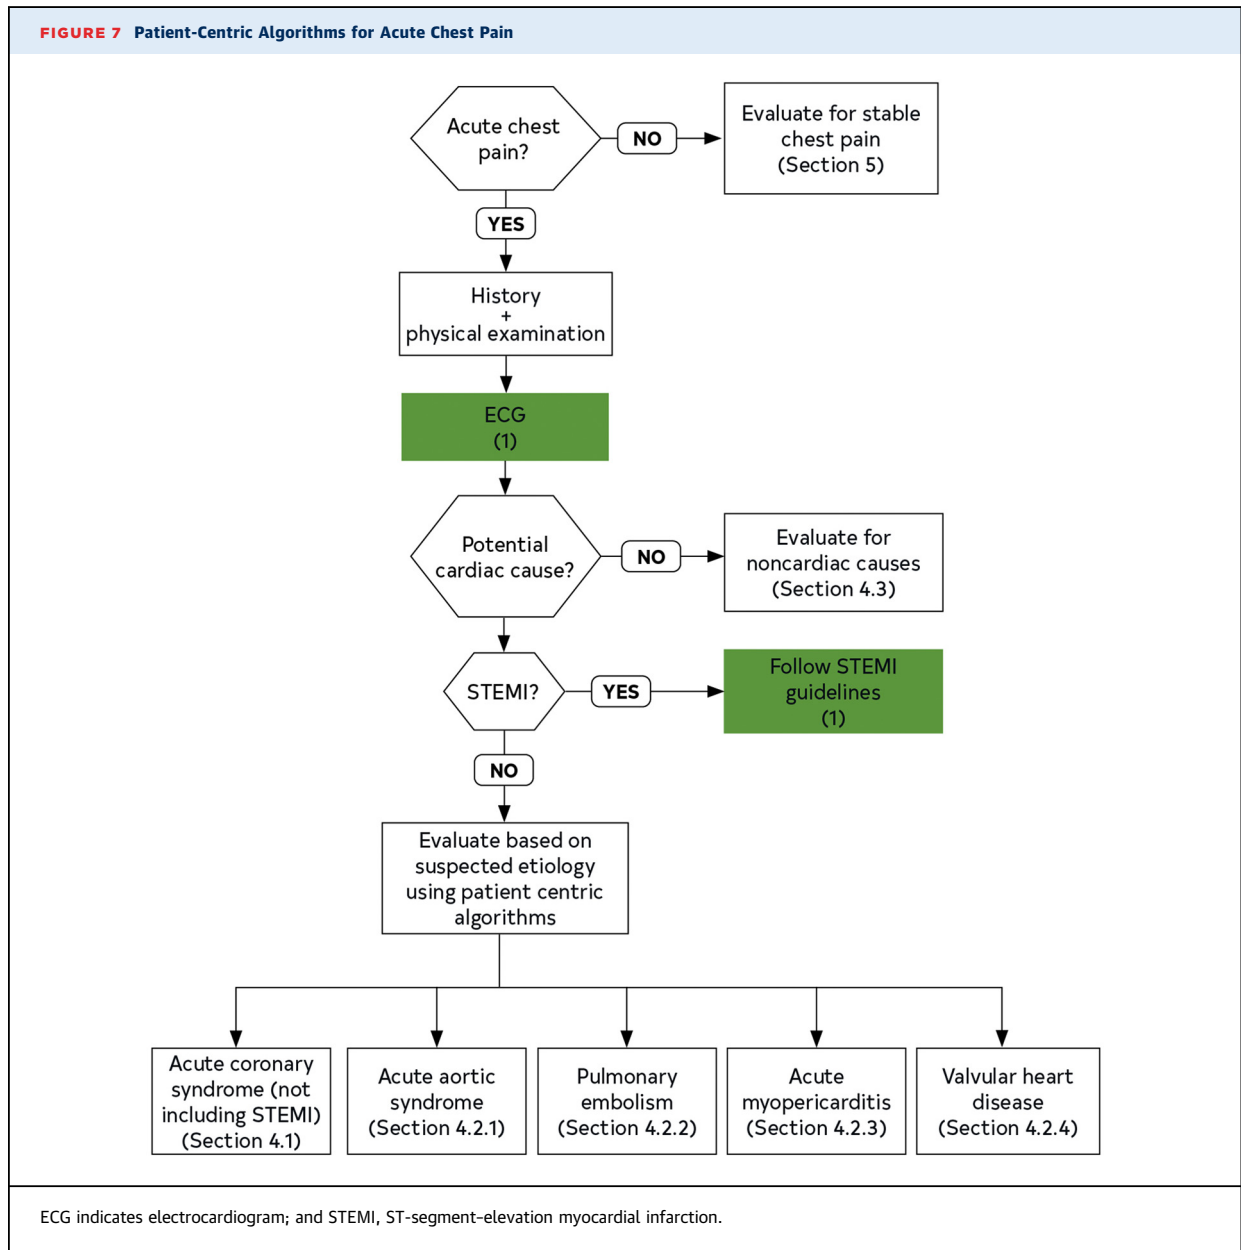 FIGURE 7 Patient-Centric Algorithms for Acute Chest Pain
Acute chest
pain?
NO
Evaluate for stable
chest pain
(Section 5)
YES
History
+
physical examination
ECG
(1)
Potential
cardiac cause?
NO
Evaluate for
noncardiac causes
(Section 4.3)
STEMI?
YES
Follow STEMI
guidelines
(1)
NO
Evaluate based on
suspected etiology
using patient centric
algorithms
Acute coronary
syndrome (not
including STEMI)
(Section 4.1)
Acute aortic
syndrome
(Section 4.2.1)
Pulmonary
embolism
(Section 4.2.2)
Acute
myopericarditis
(Section 4.2.3)
Valvular heart
disease
(Section 4.2.4)
ECG indicates electrocardiogram; and STEMI, ST-segment-elevation myocardial infarction.